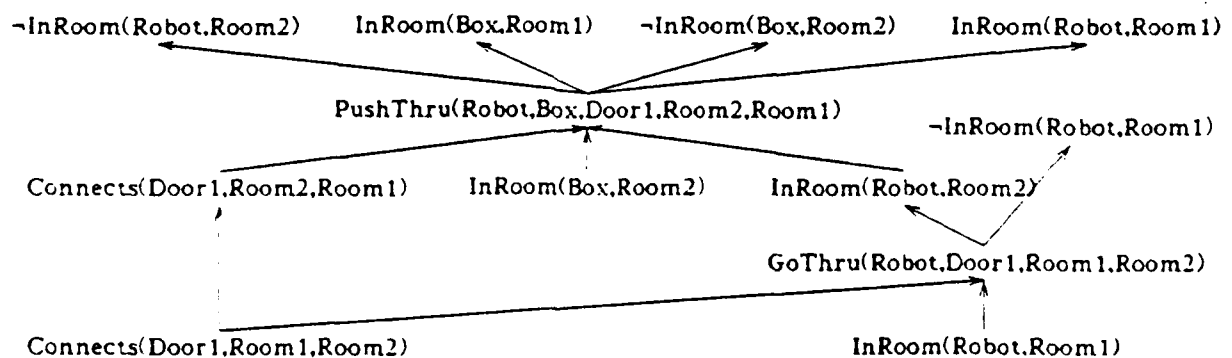 ¬InRoom(Robot,Room2) InRoom(Box,Room1) ¬InRoom(Box,Room2) InRoom(Robot,Room1)
PushThru(Robot,Box,Door1,Room2,Room1)
¬InRoom(Robot,Room1)
Connects(Door1,Room2,Room1) InRoom(Box,Room2) InRoom(Robot,Room2)
GoThru(Robot,Door1,Room1,Room2)
Connects(Door1,Room1,Room2) InRoom(Robot,Room1)